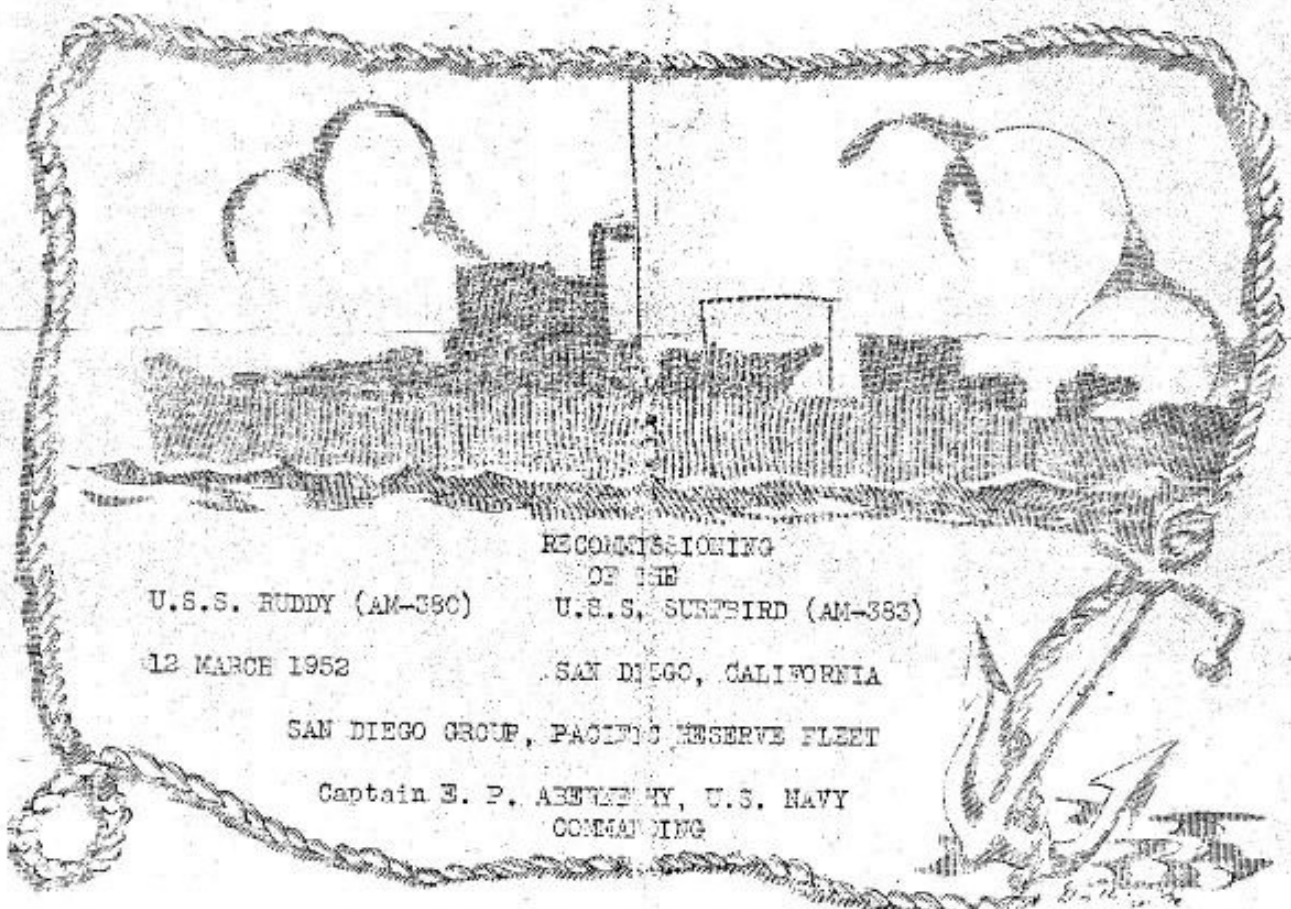 RECOMMISSIONING
OF THE
U.S.S. RUDDY (AM-380) U.S.S. SURFBIRD (AM-383)
12 MARCH 1952 SAN DIEGO, CALIFORNIA
SAN DIEGO GROUP, PACIFIC RESERVE FLEET
Captain E. P. ABERNETHY, U.S. NAVY
COMMANDING